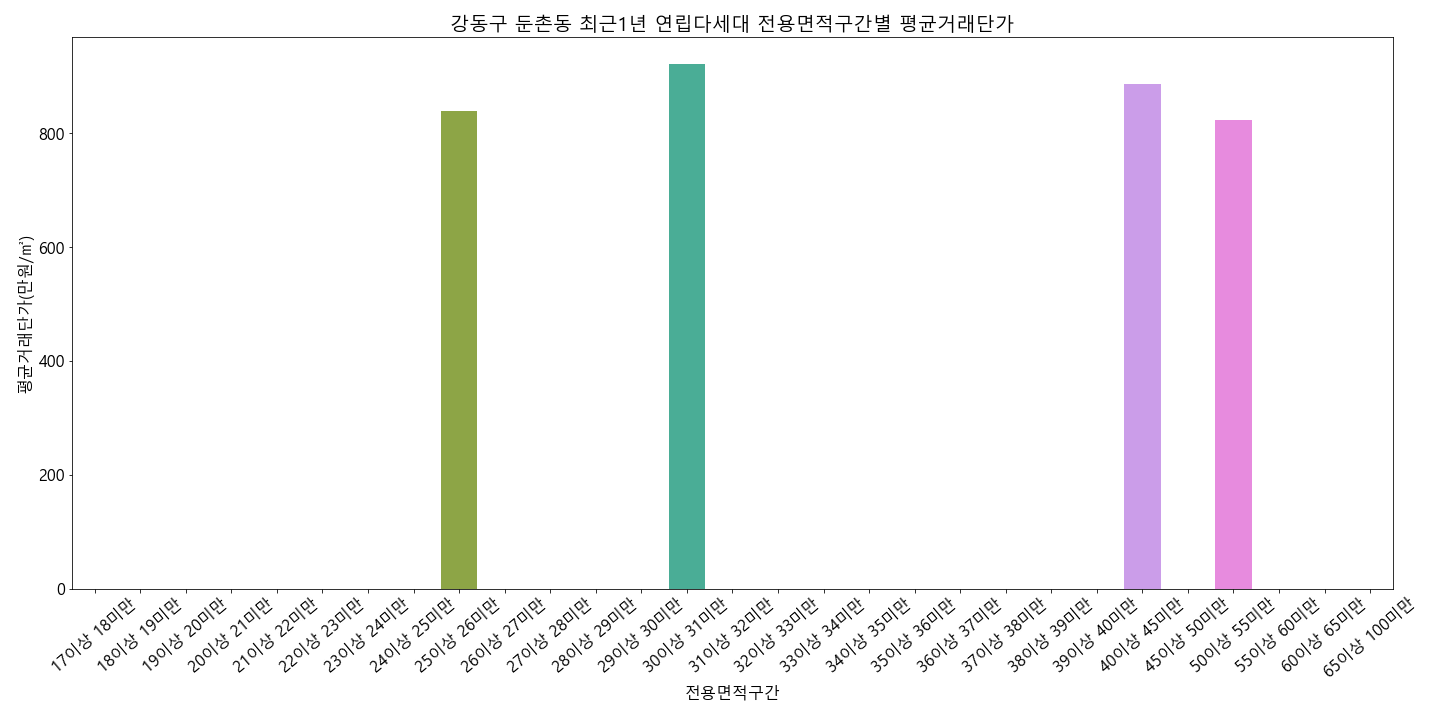 강동구 둔촌동 최근1년 연립다세대 전용면적구간별 평균거래단가
평균거래단가(만원/㎡)
800
600
400
200
0
17이상 18미만
18이상 19미만
19이상 20미만
20이상 21미만
21이상 22미만
22이상 23미만
23이상 24미만
24이상 25미만
25이상 26미만
26이상 27미만
27이상 28미만
28이상 29미만
29이상 30미만
30이상 31미만
31이상 32미만
32이상 33미만
33이상 34미만
34이상 35미만
35이상 36미만
36이상 37미만
37이상 38미만
38이상 39미만
39이상 40미만
40이상 45미만
45이상 50미만
50이상 55미만
55이상 60미만
60이상 65미만
65이상 100미만
전용면적구간